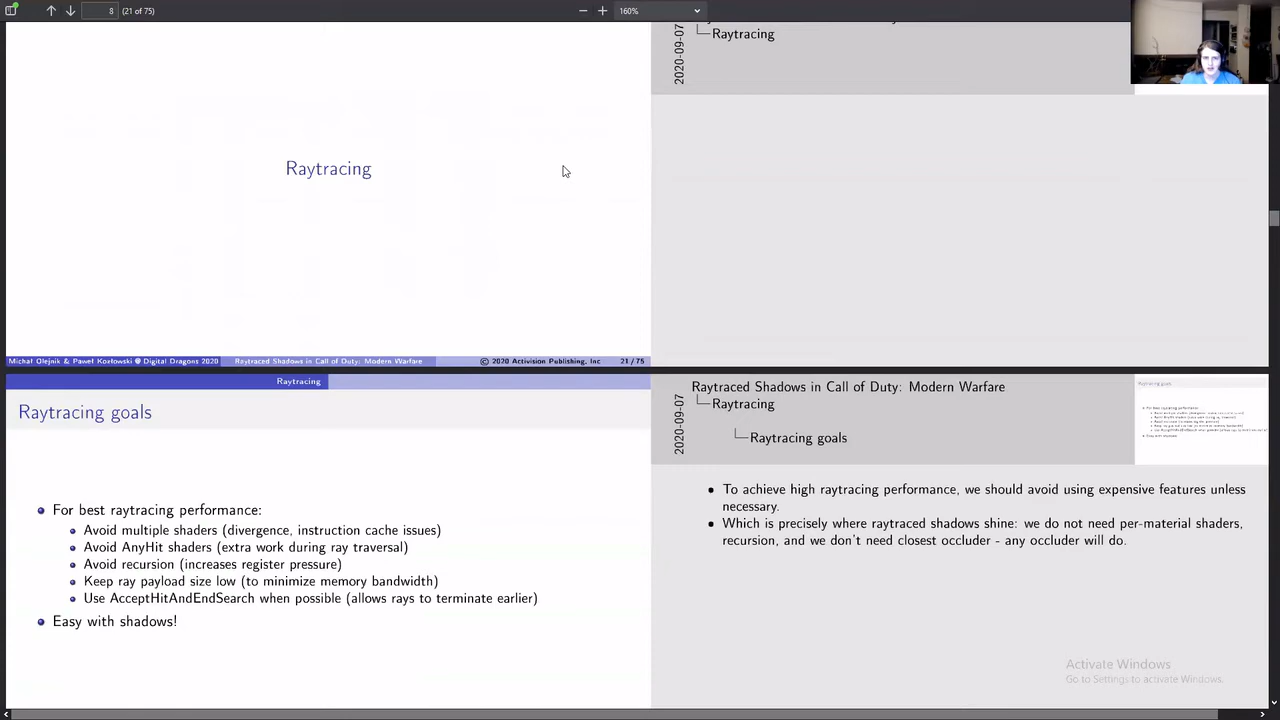 8
(21 of 75)
160%
Raytracing
2020-09-07
Raytracing
Michał Olejnik & Paweł Kozłowski @ Digital Dragons 2020
Raytraced Shadows in Call of Duty: Modern Warfare
© 2020 Activision Publishing, Inc
21 / 75
Raytracing
Raytracing goals
For best raytracing performance:
Avoid multiple shaders (divergence, instruction cache issues)
Avoid AnyHit shaders (extra work during ray traversal)
Avoid recursion (increases register pressure)
Keep ray payload size low (to minimize memory bandwidth)
Use AcceptHitAndEndSearch when possible (allows rays to terminate earlier)
Easy with shadows!
2020-09-07
Raytraced Shadows in Call of Duty: Modern Warfare
Raytracing
Raytracing goals
Raytracing goals
To achieve high raytracing performance, we should avoid using expensive features unless
necessary.
Which is precisely where raytraced shadows shine: we do not need per-material shaders,
recursion, and we don't need closest occluder - any occluder will do.
Activate Windows
Go to Settings to activate Windows.